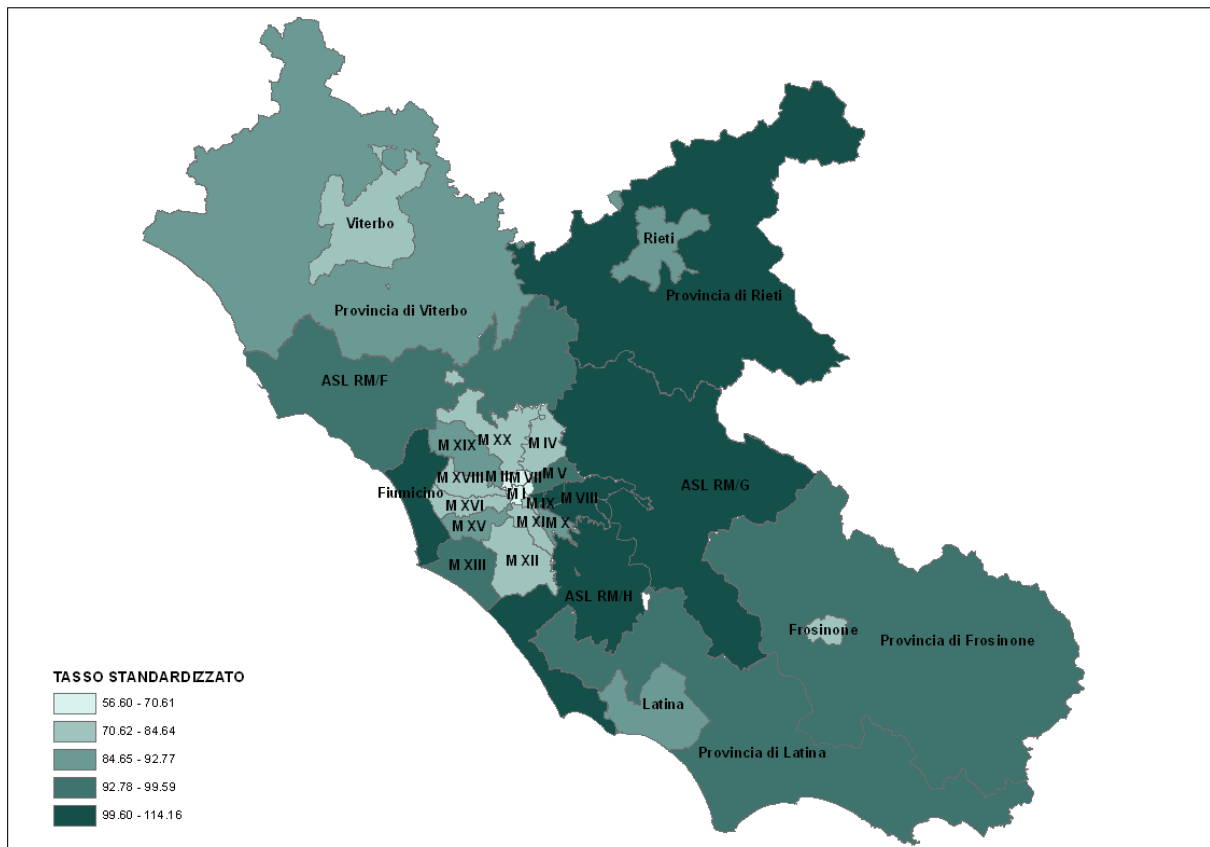 Viterbo
Rieti
Provincia di Rieti
Provincia di Viterbo
ASL RM/F
M XX
M IV
M XIX
M XVIII
M II
M VII
M V
Fiumicino
M I
M IX
M VIII
ASL RM/G
M XVI
M XV
M XI
M X
M XII
M XIII
ASL RM/H
Frosinone
Provincia di Frosinone
Latina
Provincia di Latina
TASSO STANDARDIZZATO
56.60 - 70.61
70.62 - 84.64
84.65 - 92.77
92.78 - 99.59
99.60 - 114.16